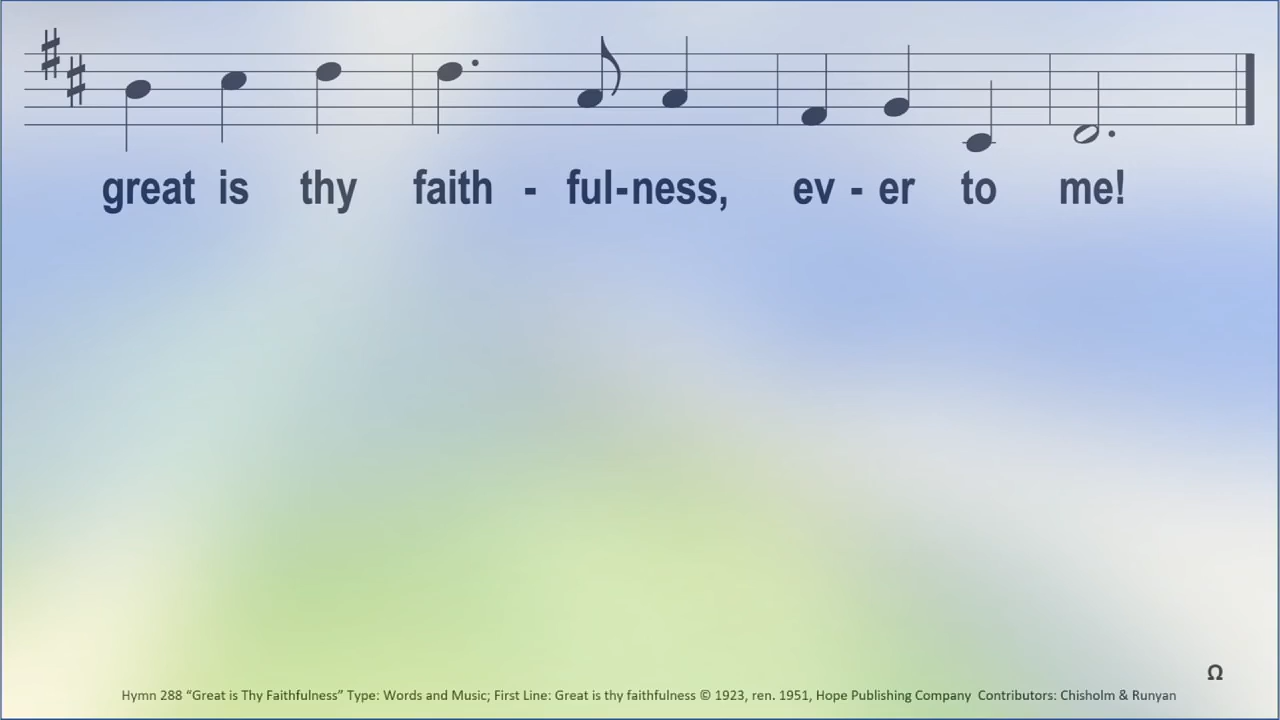 great is thy faith - ful-ness, ev - er to me!
Ω
Hymn 288 “Great is Thy Faithfulness” Type: Words and Music; First Line: Great is thy faithfulness © 1923, ren. 1951, Hope Publishing Company Contributors: Chisholm & Runyan